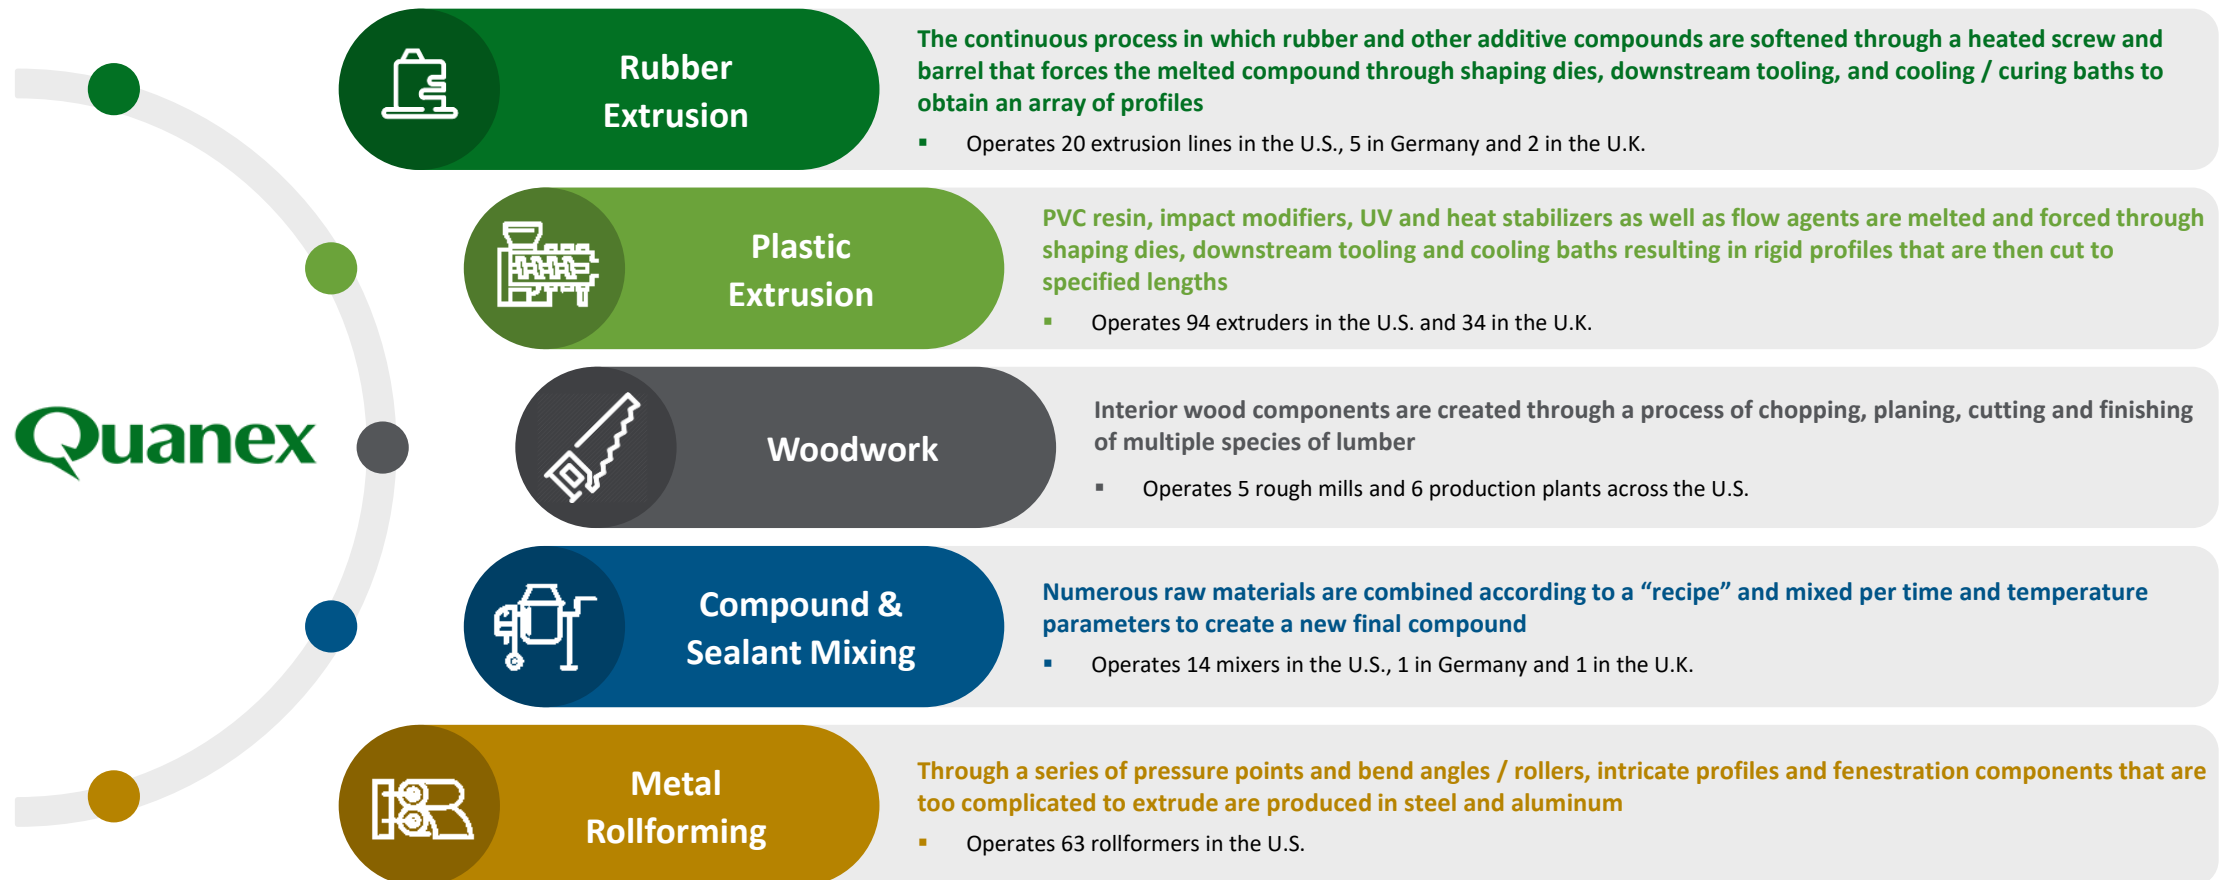 Quanex
Rubber
Extrusion
The continuous process in which rubber and other additive compounds are softened through a heated screw and
barrel that forces the melted compound through shaping dies, downstream tooling, and cooling / curing baths to
obtain an array of profiles
▪ Operates 20 extrusion lines in the U.S., 5 in Germany and 2 in the U.K.
Plastic
Extrusion
PVC resin, impact modifiers, UV and heat stabilizers as well as flow agents are melted and forced through
shaping dies, downstream tooling and cooling baths resulting in rigid profiles that are then cut to
specified lengths
▪ Operates 94 extruders in the U.S. and 34 in the U.K.
Woodwork
Interior wood components are created through a process of chopping, planing, cutting and finishing
of multiple species of lumber
▪ Operates 5 rough mills and 6 production plants across the U.S.
Compound &
Sealant Mixing
Numerous raw materials are combined according to a “recipe” and mixed per time and temperature
parameters to create a new final compound
▪ Operates 14 mixers in the U.S., 1 in Germany and 1 in the U.K.
Metal
Rollforming
Through a series of pressure points and bend angles / rollers, intricate profiles and fenestration components that are
too complicated to extrude are produced in steel and aluminum
▪ Operates 63 rollformers in the U.S.